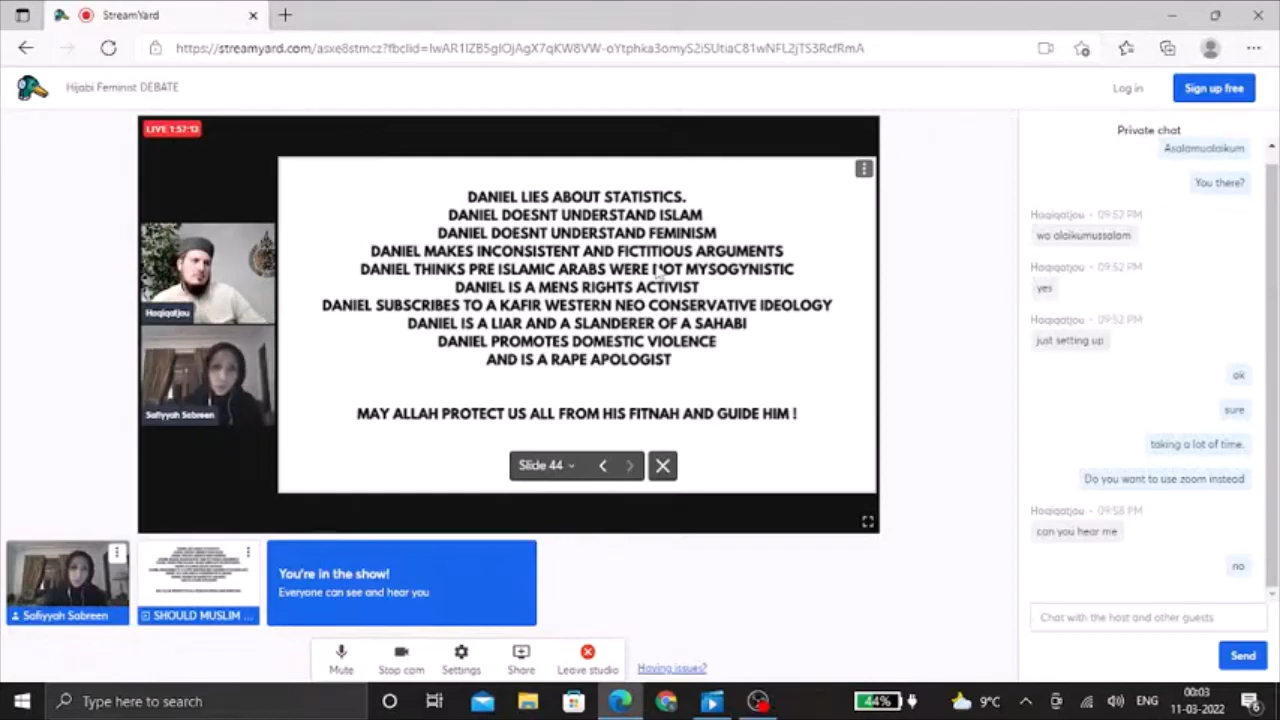 StreamYard
https://streamyard.com/asxe8stmcz?fbclid=IwAR1IZB5gIOjAgX7qKW8VW-oYtphka3omyS2iSUtiaC81wNFL2jTS3RcfRmA
Hijabi Feminist DEBATE
Log in
Sign up free
LIVE 1:57:13
DANIEL LIES ABOUT STATISTICS.
DANIEL DOESNT UNDERSTAND ISLAM
DANIEL DOESNT UNDERSTAND FEMINISM
DANIEL MAKES INCONSISTENT AND FICTITIOUS ARGUMENTS
DANIEL THINKS PRE ISLAMIC ARABS WERE NOT MYSOGYNISTIC
DANIEL IS A MENS RIGHTS ACTIVIST
DANIEL SUBSCRIBES TO A KAFIR WESTERN NEO CONSERVATIVE IDEOLOGY
DANIEL IS A LIAR AND A SLANDERER OF A SAHABI
DANIEL PROMOTES DOMESTIC VIOLENCE
AND IS A RAPE APOLOGIST
MAY ALLAH PROTECT US ALL FROM HIS FITNAH AND GUIDE HIM !
Slide 44
Haqiqatjou
Safiyyah Sabreen
Private chat
Asalamualaikum
You there?
Haqiqatjou • 09:52 PM
wa alaikumussalam
Haqiqatjou • 09:52 PM
yes
Haqiqatjou • 09:52 PM
just setting up
ok
sure
taking a lot of time.
Do you want to use zoom instead
Haqiqatjou • 09:58 PM
can you hear me
no
Chat with the host and other guests
Send
Safiyyah Sabreen
SHOULD MUSLIM ...
You're in the show!
Everyone can see and hear you
Mute
Stop cam
Settings
Share
Leave studio
Having issues?
Type here to search
44%
9°C
ENG
00:03
11-03-2022
6